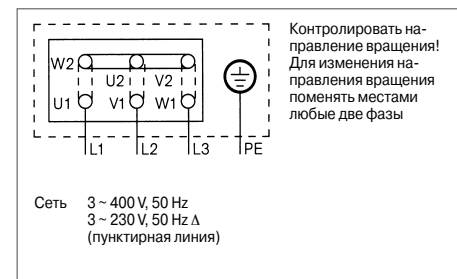 W2
U2 V2
U1 V1 W1
L1 L2 L3 PE
Контролировать на-
правление вращения!
Для изменения на-
правления вращения
поменять местами
любые две фазы
Сеть 3 ~ 400 V, 50 Hz
3 ~ 230 V, 50 Hz Δ
(пунктирная линия)